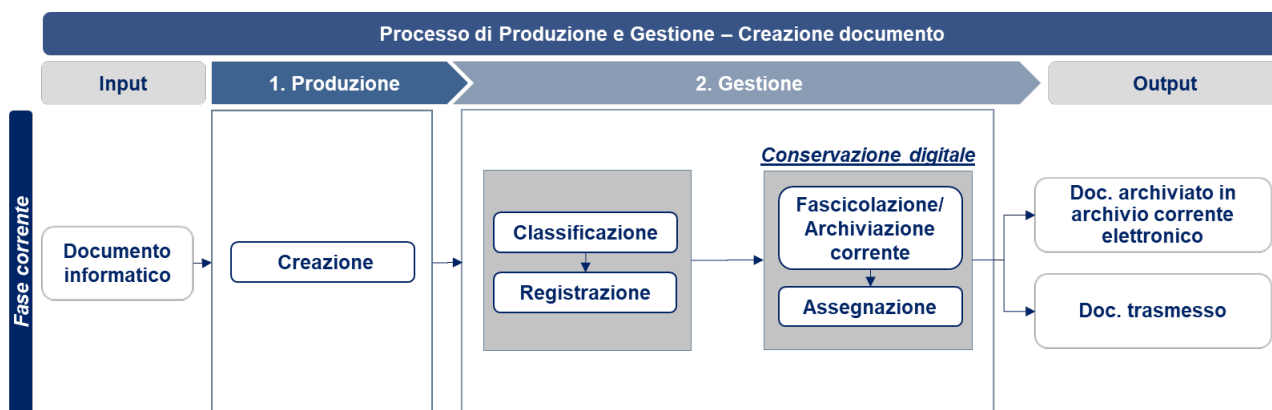 Processo di Produzione e Gestione – Creazione documento
Input
1. Produzione
2. Gestione
Output
Fase corrente
Documento
informatico
Creazione
Classificazione
Registrazione
Conservazione digitale
Fascicolazione/
Archiviazione
corrente
Assegnazione
Doc. archiviato in
archivio corrente
elettronico
Doc. trasmesso